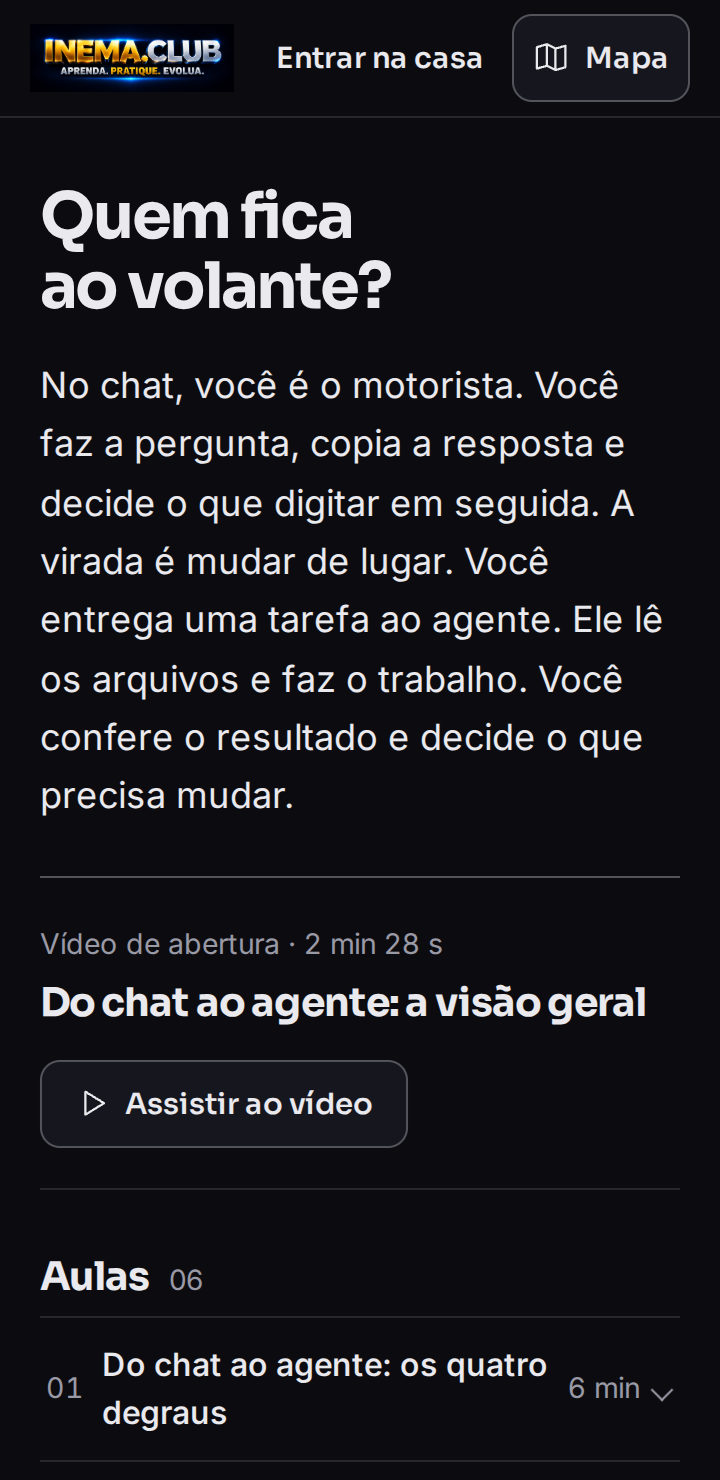 INEMA.CLUB
APRENDA. PRATIQUE. EVOLUA.
Entrar na casa
Mapa
Quem fica
ao volante?
No chat, você é o motorista. Você
faz a pergunta, copia a resposta e
decide o que digitar em seguida. A
virada é mudar de lugar. Você
entrega uma tarefa ao agente. Ele lê
os arquivos e faz o trabalho. Você
confere o resultado e decide o que
precisa mudar.
Vídeo de abertura · 2 min 28 s
Do chat ao agente: a visão geral
Assistir ao vídeo
Aulas 06
01 Do chat ao agente: os quatro
degraus
6 min